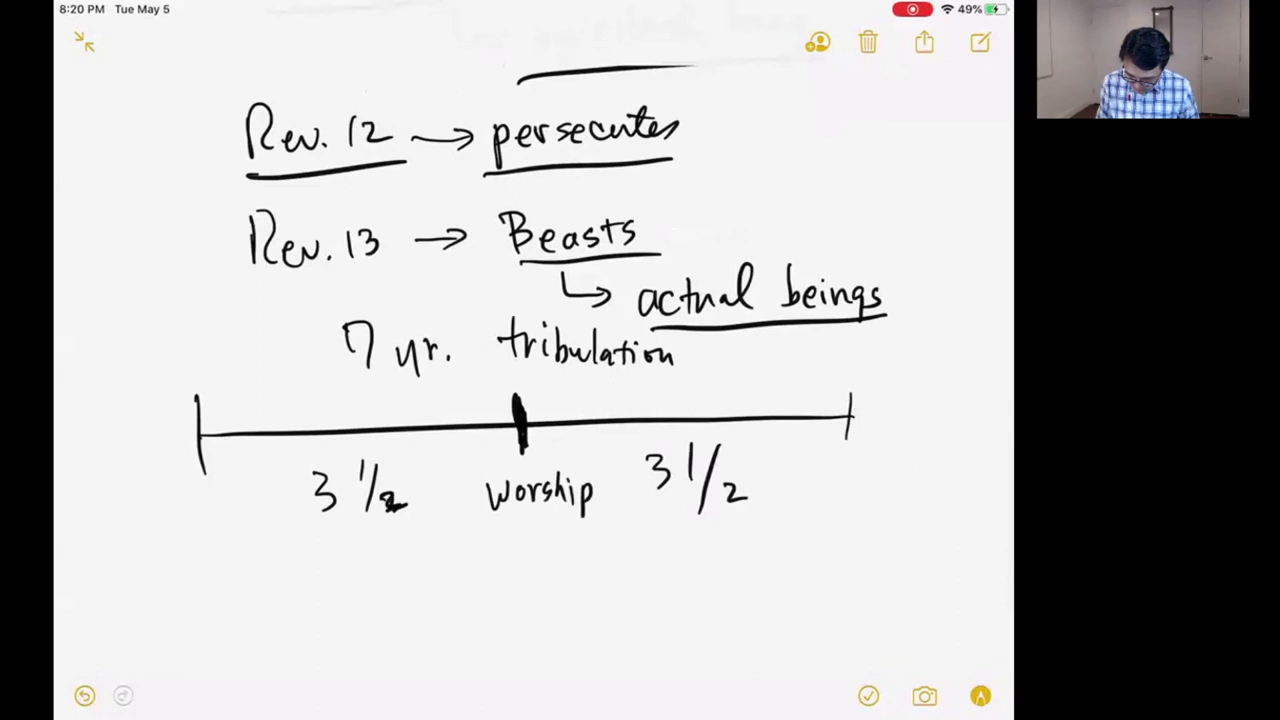 8:20 PM Tue May 5
49%
Rev. 12 → persecutes
Rev. 13 → Beasts
↳ actual beings
7 yr. tribulation
3 1/2 worship 3 1/2